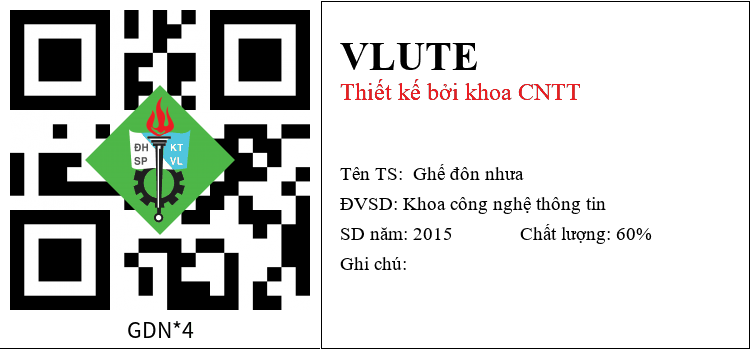 ĐH
SP
KT
VL
GDN*4
VLUTE
Thiết kế bởi khoa CNTT
Tên TS: Ghế đôn nhưa
ĐVSD: Khoa công nghệ thông tin
SD năm: 2015 Chất lượng: 60%
Ghi chú: